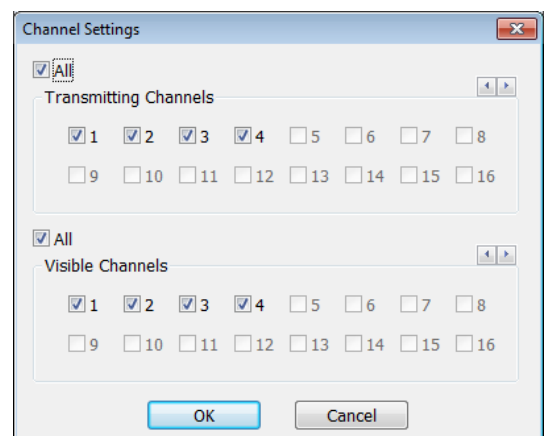 Channel Settings
All
Transmitting Channels
1 2 3 4 5 6 7 8
9 10 11 12 13 14 15 16
All
Visible Channels
1 2 3 4 5 6 7 8
9 10 11 12 13 14 15 16
OK Cancel